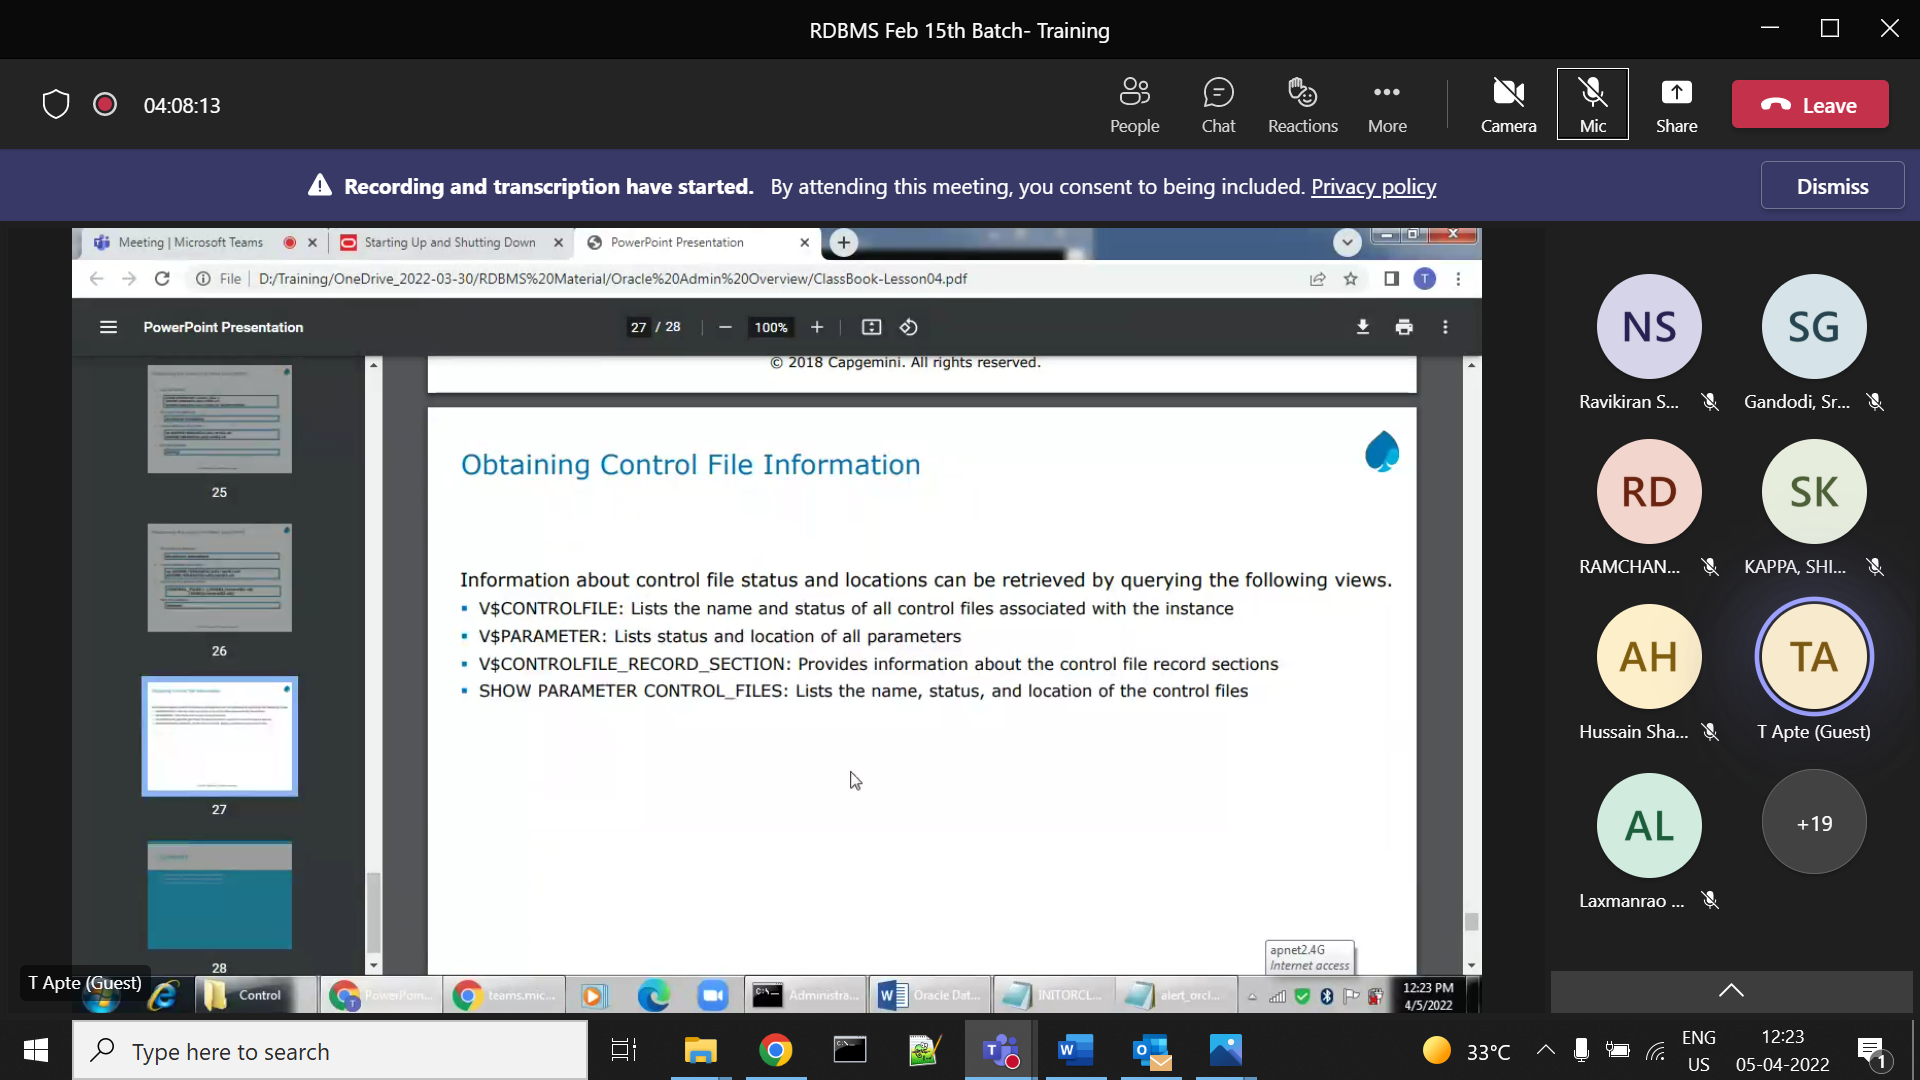 RDBMS Feb 15th Batch- Training
04:08:13
People
Chat
Reactions
More
Camera
Mic
Share
Leave
Recording and transcription have started. By attending this meeting, you consent to being included. Privacy policy
Dismiss
Meeting | Microsoft Teams
Starting Up and Shutting Down
PowerPoint Presentation
File D:/Training/OneDrive_2022-03-30/RDBMS%20Material/Oracle%20Admin%20Overview/ClassBook-Lesson04.pdf
T
PowerPoint Presentation
27 / 28
100%
25
26
27
28
© 2018 Capgemini. All rights reserved.
Obtaining Control File Information
Information about control file status and locations can be retrieved by querying the following views.
▪ V$CONTROLFILE: Lists the name and status of all control files associated with the instance
▪ V$PARAMETER: Lists status and location of all parameters
▪ V$CONTROLFILE_RECORD_SECTION: Provides information about the control file record sections
▪ SHOW PARAMETER CONTROL_FILES: Lists the name, status, and location of the control files
apnet2.4G
Internet access
T Apte (Guest)
Control
PowerPoin...
teams.mic...
Administra...
Oracle Dat...
INITORCL...
alert_orcl...
12:23 PM
4/5/2022
NS
Ravikiran S...
SG
Gandodi, Sr...
RD
RAMCHAN...
SK
KAPPA, SHI...
AH
Hussain Sha...
TA
T Apte (Guest)
AL
Laxmanrao ...
+19
Type here to search
33°C
ENG
US
12:23
05-04-2022
1